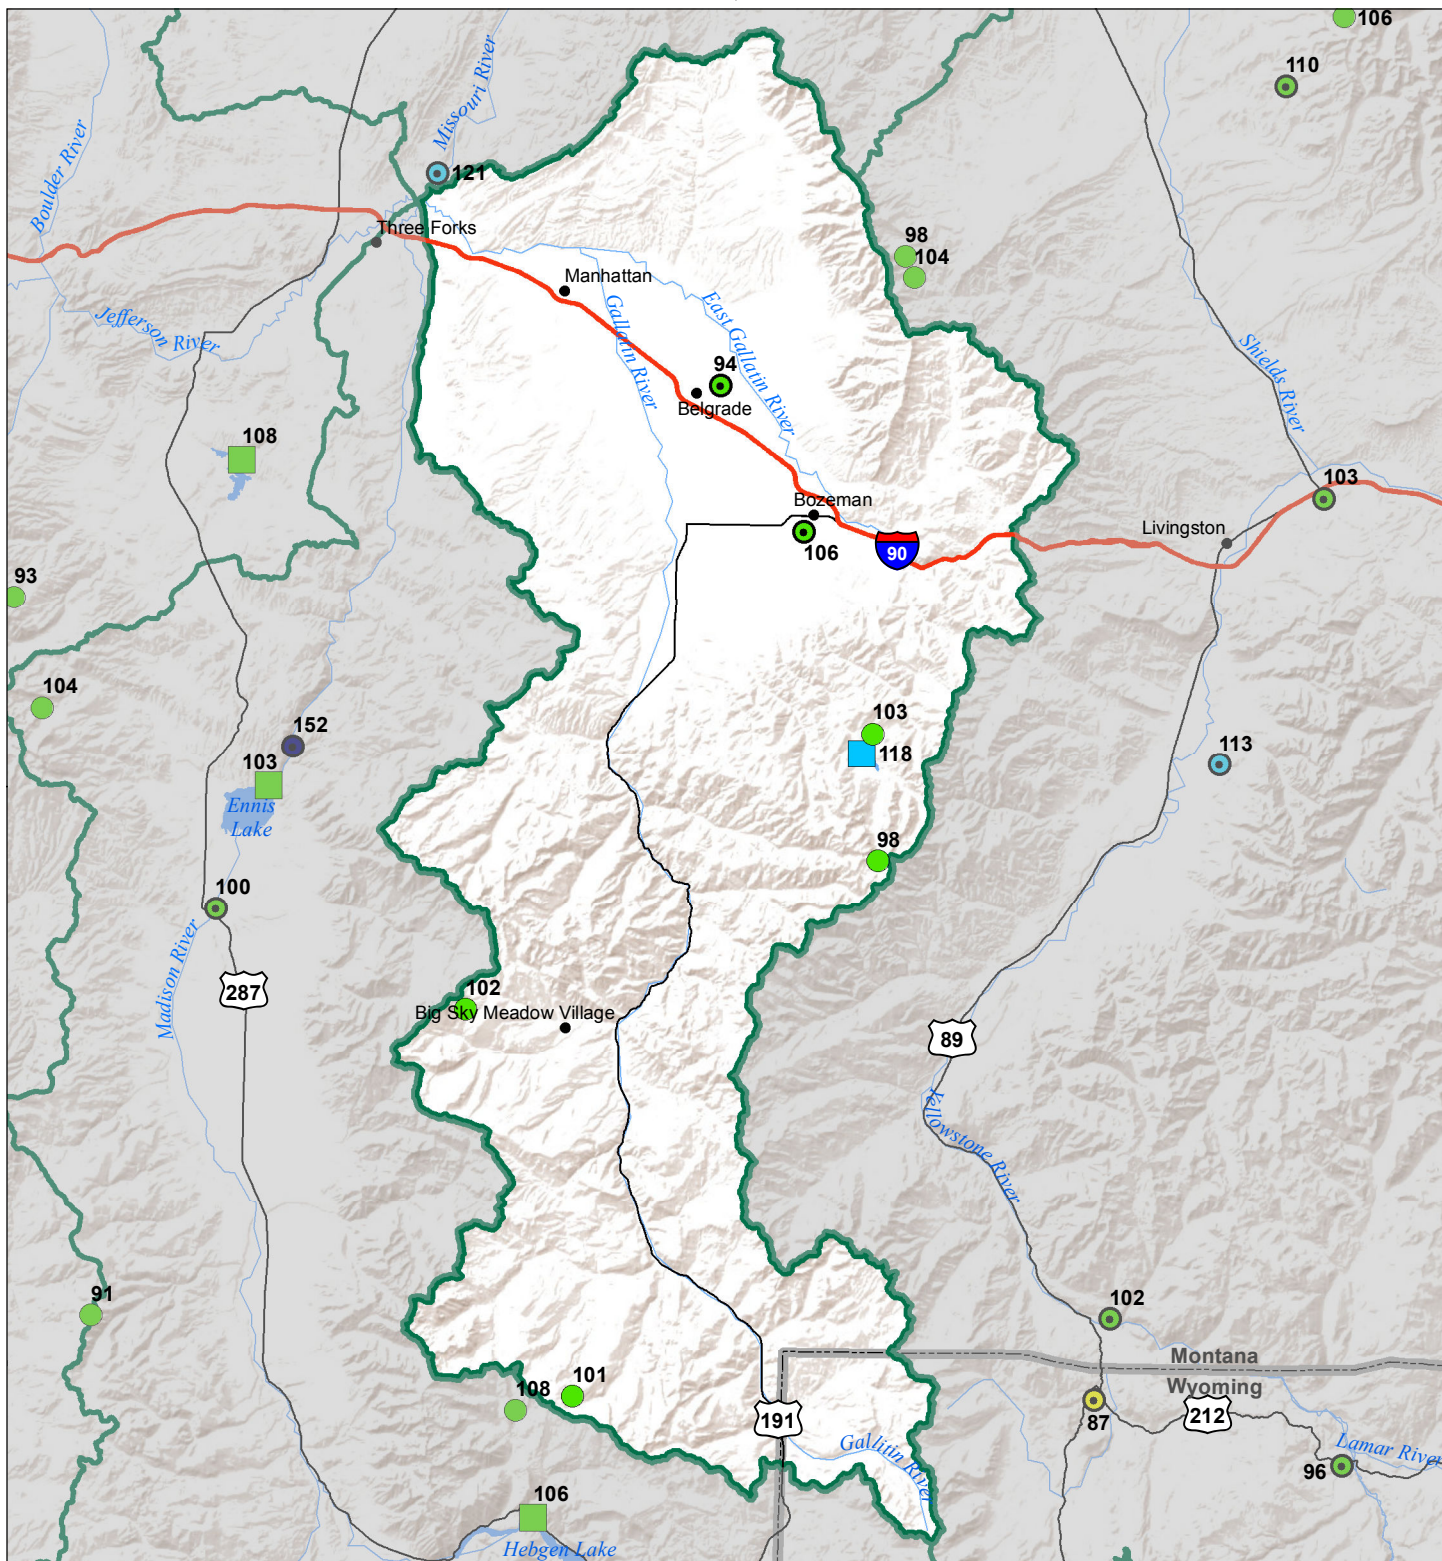 106
110
Missouri River
Boulder River
121
Three Forks
98
104
Manhattan
Jefferson River
Gallatin River
East Gallatin River
Shields River
94
Belgrade
108
103
Bozeman
106
90
Livingston
93
104
152
103
118
113
103
Ennis
Lake
98
100
Madison River
287
102
Big Sky Meadow Village
89
Yellowstone River
91
102
Montana
Wyoming
101
108
191
87
212
Gallitin River
Lamar River
96
106
Hebgen Lake